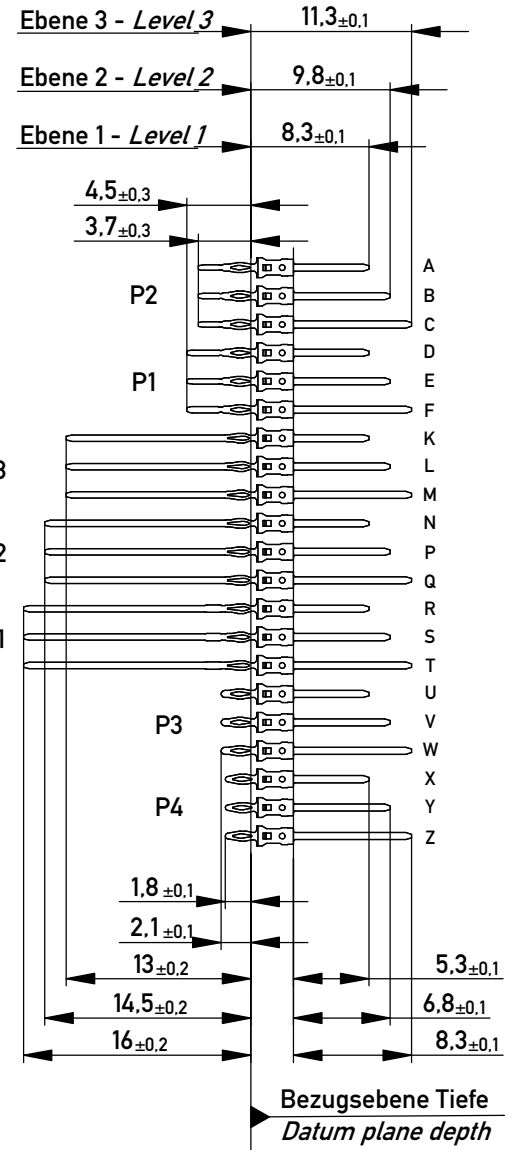 Ebene 3 - Level 3
11,3±0,1
Ebene 2 - Level 2
9,8±0,1
Ebene 1 - Level 1
8,3±0,1
4,5±0,3
3,7±0,3
A
P2
B
C
D
P1
E
F
K
3
L
M
N
2
P
Q
R
1
S
T
U
P3
V
W
X
P4
Y
Z
1,8 ±0,1
2,1 ±0,1
13±0,2
5,3±0,1
14,5±0,2
6,8±0,1
16±0,2
8,3±0,1
Bezugsebene Tiefe
Datum plane depth